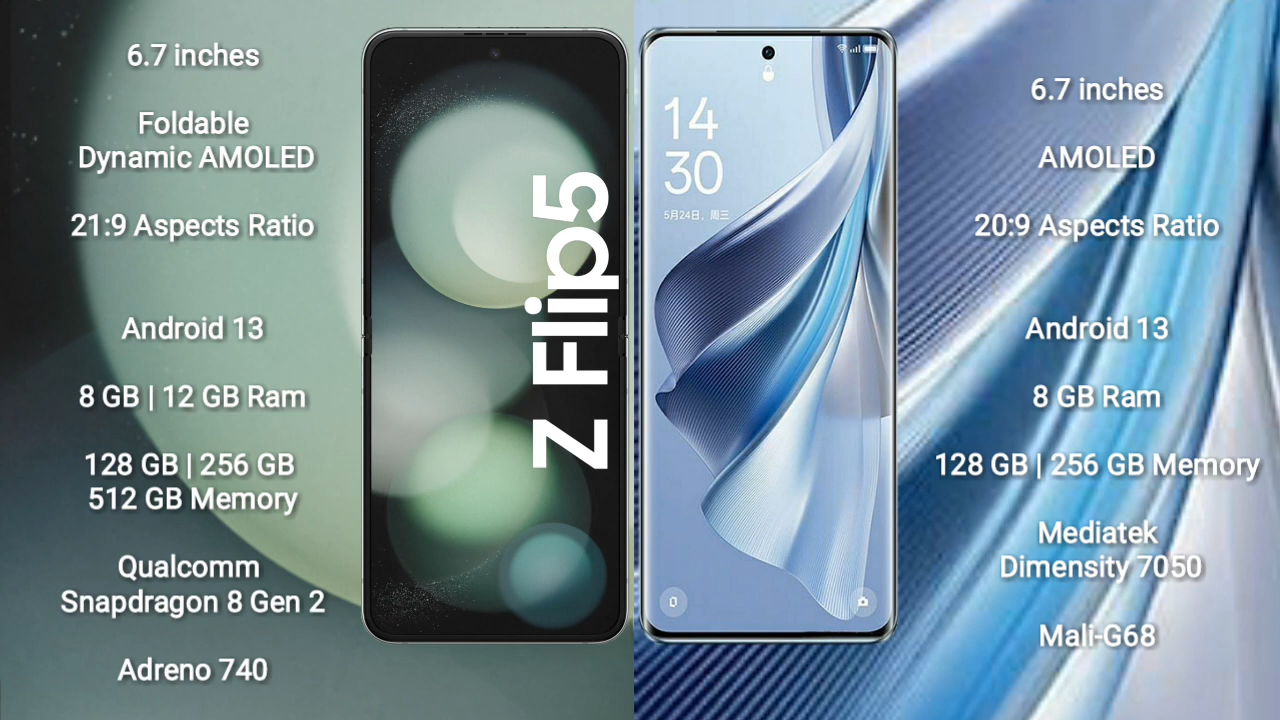 6.7 inches
Foldable
Dynamic AMOLED
21:9 Aspects Ratio
Android 13
8 GB | 12 GB Ram
128 GB | 256 GB
512 GB Memory
Qualcomm
Snapdragon 8 Gen 2
Adreno 740
Z Flip5
14
30
5月24日、周三
6.7 inches
AMOLED
20:9 Aspects Ratio
Android 13
8 GB Ram
128 GB | 256 GB Memory
Mediatek
Dimensity 7050
Mali-G68